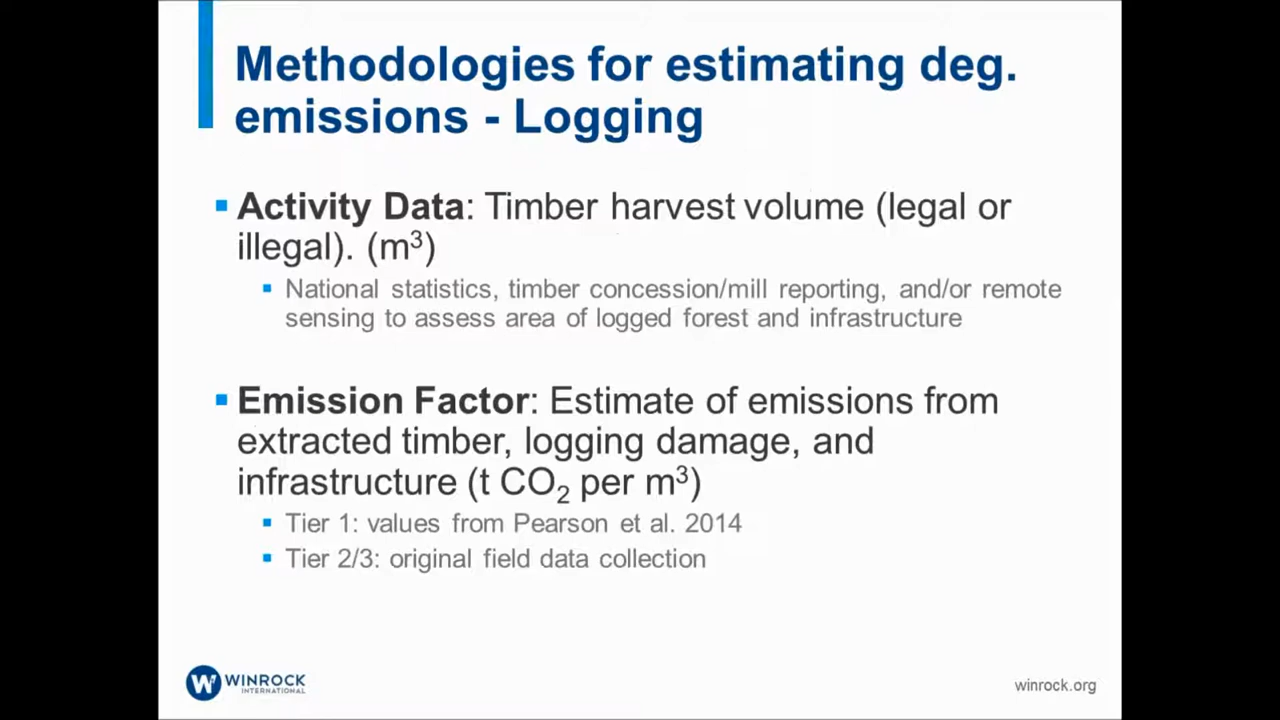 Methodologies for estimating deg.
emissions - Logging
Activity Data: Timber harvest volume (legal or
illegal). (m³)
National statistics, timber concession/mill reporting, and/or remote
sensing to assess area of logged forest and infrastructure
Emission Factor: Estimate of emissions from
extracted timber, logging damage, and
infrastructure (t CO₂ per m³)
Tier 1: values from Pearson et al. 2014
Tier 2/3: original field data collection
W WINROCK
INTERNATIONAL
winrock.org